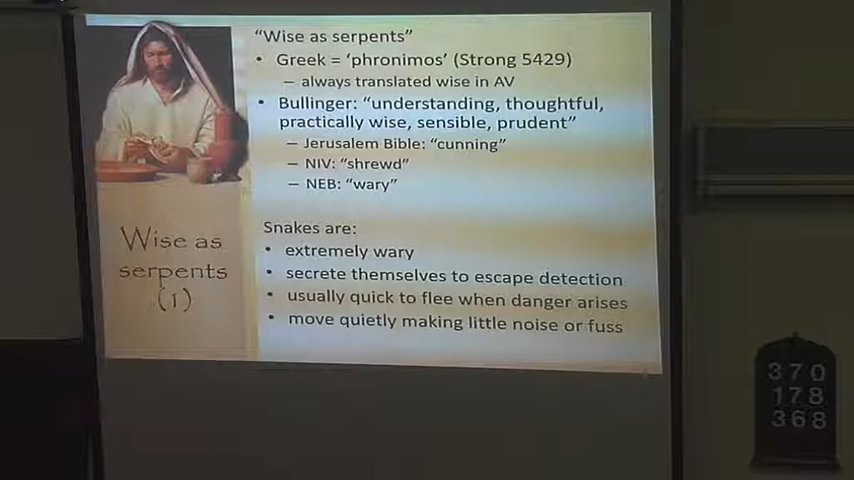 "Wise as serpents"
• Greek = 'phronimos' (Strong 5429)
– always translated wise in AV
• Bullinger: "understanding, thoughtful,
practically wise, sensible, prudent"
– Jerusalem Bible: "cunning"
– NIV: "shrewd"
– NEB: "wary"
Snakes are:
• extremely wary
• secrete themselves to escape detection
• usually quick to flee when danger arises
• move quietly making little noise or fuss
Wise as
serpents
(1)
370
178
368